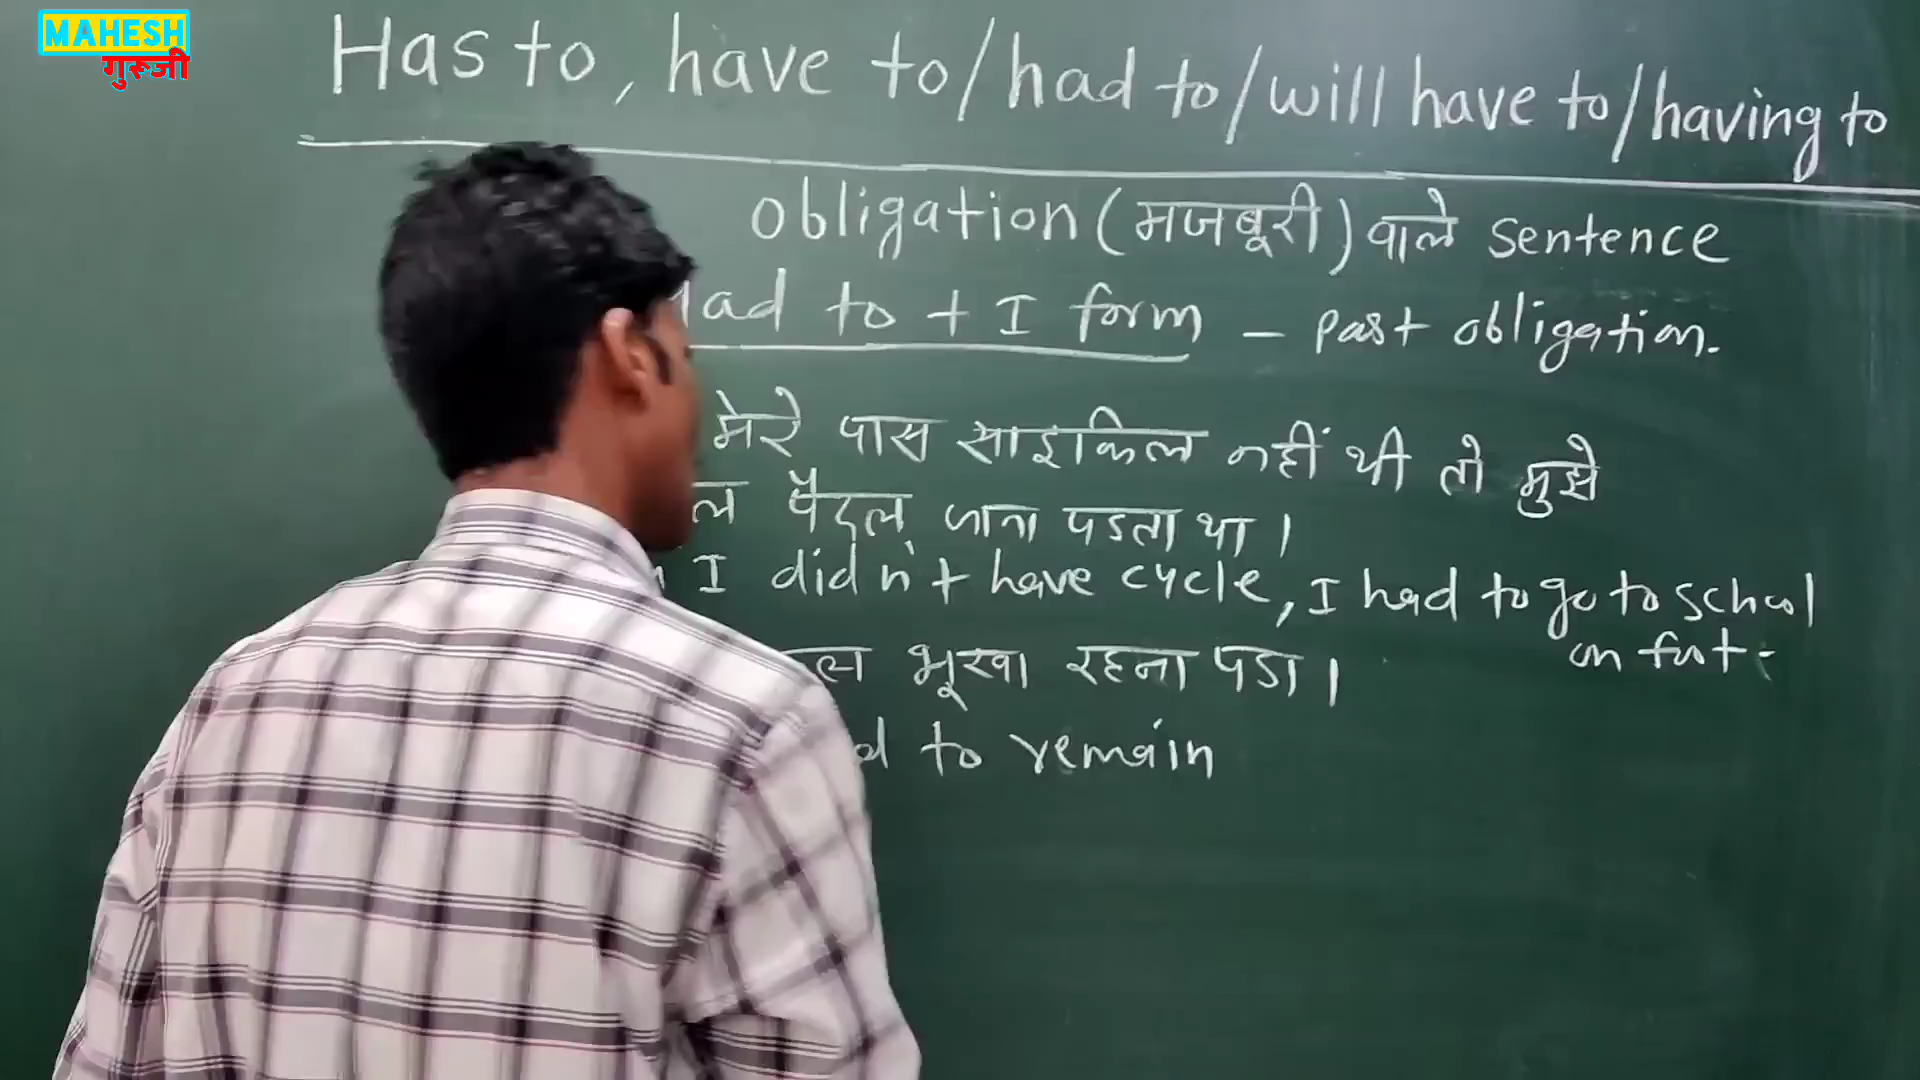 MAHESH
गुरूजी
Has to, have to/had to/will have to/having to
obligation (मजबूरी) वाले sentence
Had to + I form – past obligation.
मेरे पास साइकिल नहीं थी तो मुझे
पैदल जाना पडता था।
I didn't have cycle, I had to go to school
on foot.
भूखा रहना पडा।
to remain